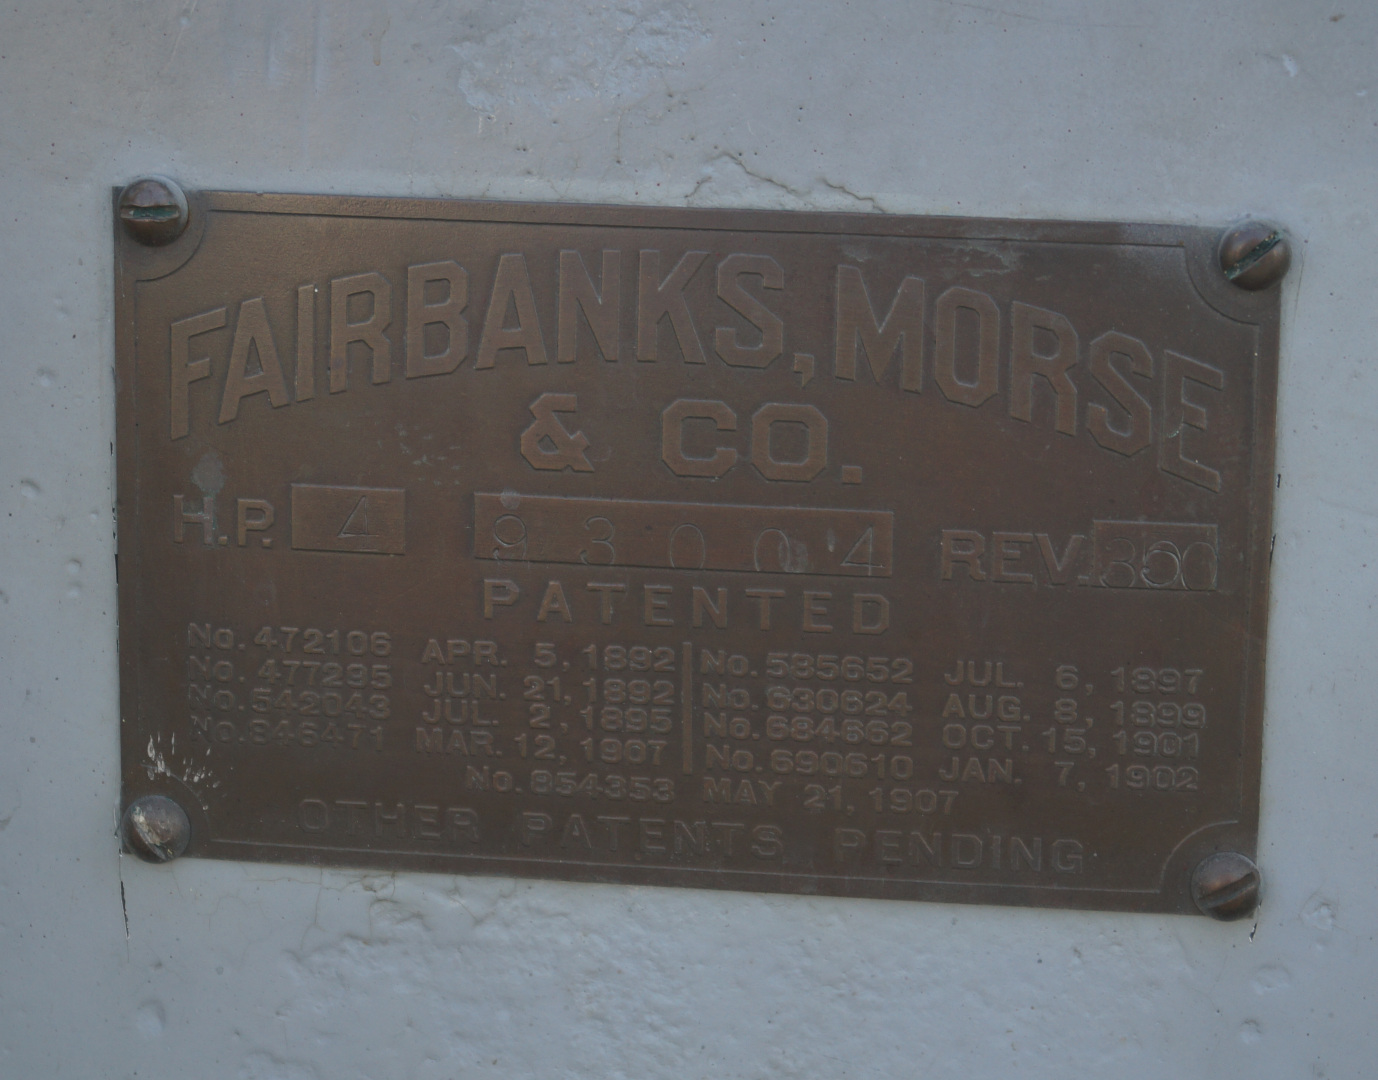 FAIRBANKS, MORSE
& CO.
H.P. 4 93004 REV. 350
PATENTED
No. 472106 APR. 5, 1892 No. 585652 JUL. 6, 1897
No. 477295 JUN. 21, 1892 No. 630624 AUG. 8, 1899
No. 542043 JUL. 2, 1895 No. 684662 OCT. 15, 1901
No. 846471 MAR. 12, 1907 No. 690610 JAN. 7, 1902
No. 854353 MAY 21, 1907
OTHER PATENTS PENDING